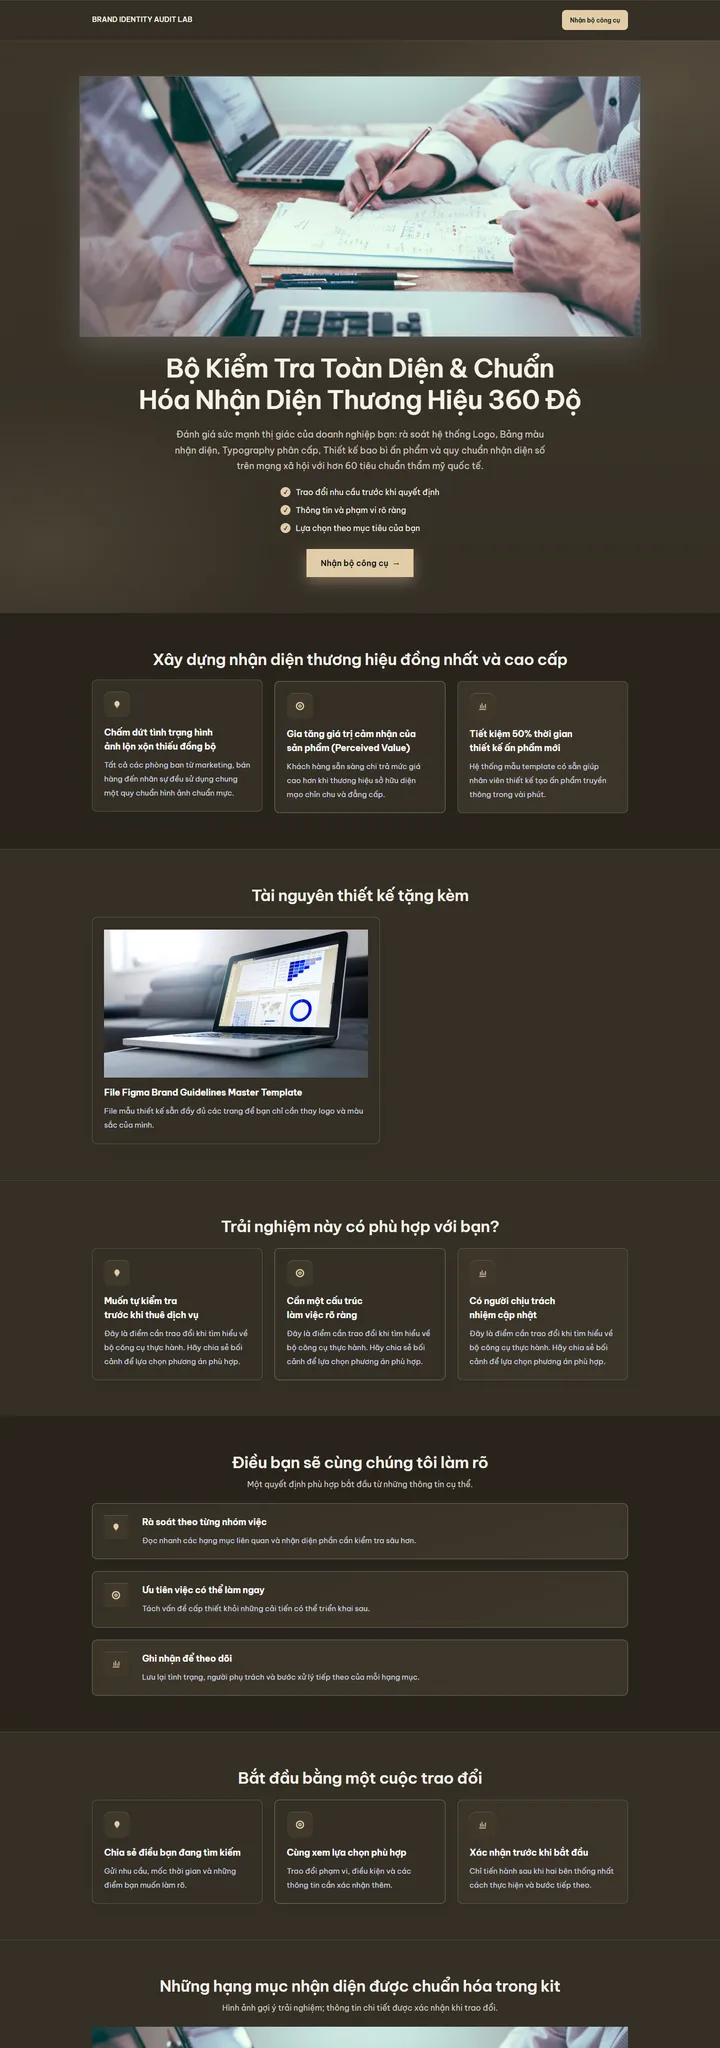 BRAND IDENTITY AUDIT LAB
Nhận bộ công cụ
Bộ Kiểm Tra Toàn Diện & Chuẩn
Hóa Nhận Diện Thương Hiệu 360 Độ
Đánh giá sức mạnh thị giác của doanh nghiệp bạn: rà soát hệ thống Logo, Bảng màu
nhận diện, Typography phân cấp, Thiết kế bao bì ấn phẩm và quy chuẩn nhận diện số
trên mạng xã hội với hơn 60 tiêu chuẩn thẩm mỹ quốc tế.
Trao đổi nhu cầu trước khi quyết định
Thông tin và phạm vi rõ ràng
Lựa chọn theo mục tiêu của bạn
Nhận bộ công cụ →
Xây dựng nhận diện thương hiệu đồng nhất và cao cấp
Chấm dứt tình trạng hình
ảnh lộn xộn thiếu đồng bộ
Tất cả các phòng ban từ marketing, bán
hàng đến nhân sự đều sử dụng chung
một quy chuẩn hình ảnh chuẩn mực.
Gia tăng giá trị cảm nhận của
sản phẩm (Perceived Value)
Khách hàng sẵn sàng chi trả mức giá
cao hơn khi thương hiệu sở hữu diện
mạo chỉn chu và đẳng cấp.
Tiết kiệm 50% thời gian
thiết kế ấn phẩm mới
Hệ thống mẫu template có sẵn giúp
nhân viên thiết kế tạo ấn phẩm truyền
thông trong vài phút.
Tài nguyên thiết kế tặng kèm
File Figma Brand Guidelines Master Template
File mẫu thiết kế sẵn đầy đủ các trang để bạn chỉ cần thay logo và màu
sắc của mình.
Trải nghiệm này có phù hợp với bạn?
Muốn tự kiểm tra
trước khi thuê dịch vụ
Đây là điểm cần trao đổi khi tìm hiểu về
bộ công cụ thực hành. Hãy chia sẻ bối
cảnh để lựa chọn phương án phù hợp.
Cần một cấu trúc
làm việc rõ ràng
Đây là điểm cần trao đổi khi tìm hiểu về
bộ công cụ thực hành. Hãy chia sẻ bối
cảnh để lựa chọn phương án phù hợp.
Có người chịu trách
nhiệm cập nhật
Đây là điểm cần trao đổi khi tìm hiểu về
bộ công cụ thực hành. Hãy chia sẻ bối
cảnh để lựa chọn phương án phù hợp.
Điều bạn sẽ cùng chúng tôi làm rõ
Một quyết định phù hợp bắt đầu từ những thông tin cụ thể.
Rà soát theo từng nhóm việc
Đọc nhanh các hạng mục liên quan và nhận diện phần cần kiểm tra sâu hơn.
Ưu tiên việc có thể làm ngay
Tách vấn đề cấp thiết khỏi những cải tiến có thể triển khai sau.
Ghi nhận để theo dõi
Lưu lại tình trạng, người phụ trách và bước xử lý tiếp theo của mỗi hạng mục.
Bắt đầu bằng một cuộc trao đổi
Chia sẻ điều bạn đang tìm kiếm
Gửi nhu cầu, mốc thời gian và những
điểm bạn muốn làm rõ.
Cùng xem lựa chọn phù hợp
Trao đổi phạm vi, điều kiện và các
thông tin cần xác nhận thêm.
Xác nhận trước khi bắt đầu
Chỉ tiến hành sau khi hai bên thống nhất
cách thực hiện và bước tiếp theo.
Những hạng mục nhận diện được chuẩn hóa trong kit
Hình ảnh gợi ý trải nghiệm; thông tin chi tiết được xác nhận khi trao đổi.